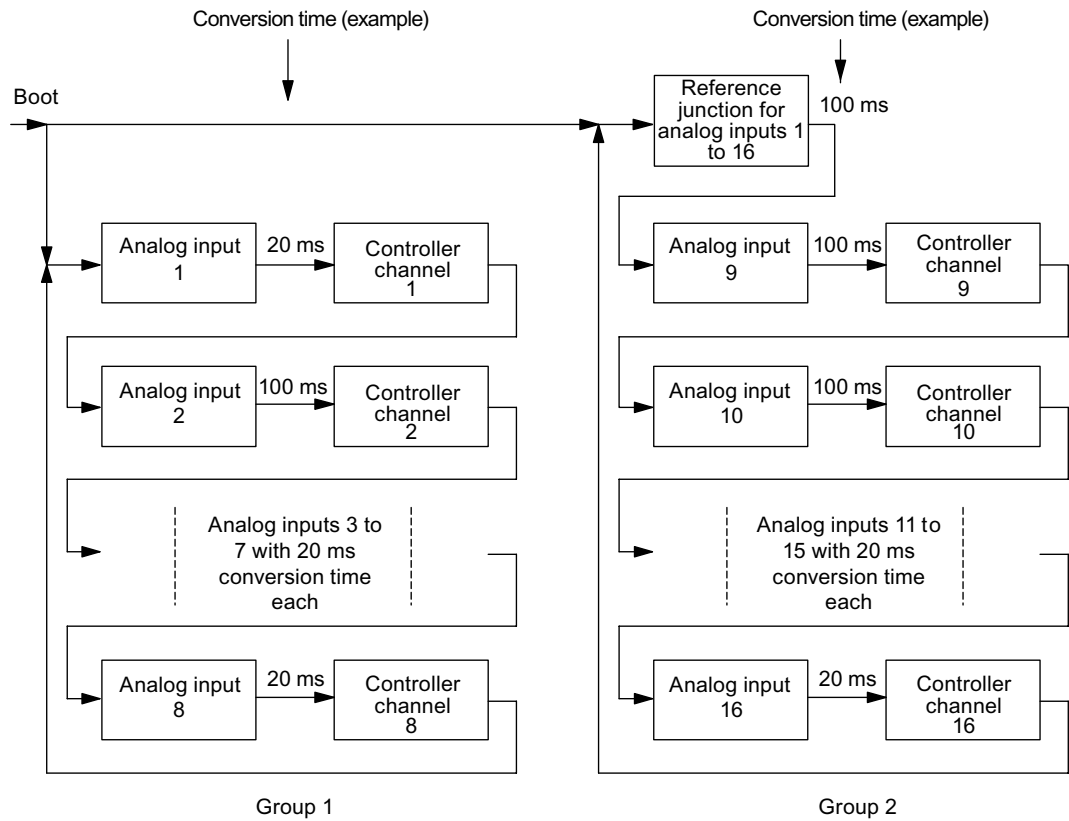 Conversion time (example)
Conversion time (example)
Boot
Reference
junction for
analog inputs 1
to 16
100 ms
Analog input
1
20 ms
Controller
channel
1
Analog input
2
100 ms
Controller
channel
2
Analog inputs 3 to
7 with 20 ms
conversion time
each
Analog input
8
20 ms
Controller
channel
8
Group 1
Analog input
9
100 ms
Controller
channel
9
Analog input
10
100 ms
Controller
channel
10
Analog inputs 11 to
15 with 20 ms
conversion time
each
Analog input
16
20 ms
Controller
channel
16
Group 2